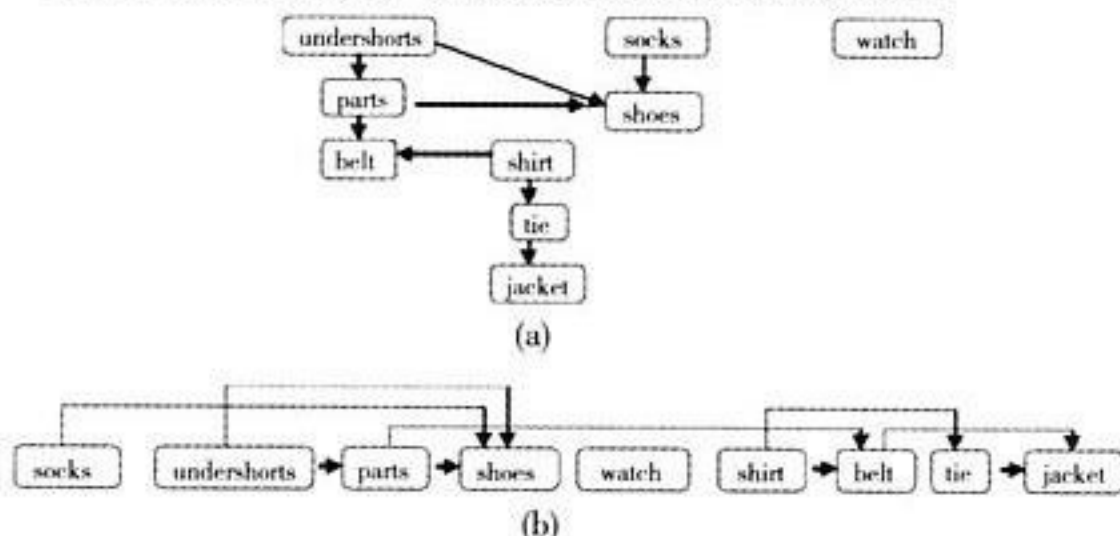 undershorts socks watch
parts shoes
belt shirt
tie
jacket
(a)
socks undershorts parts shoes watch shirt belt tie jacket
(b)